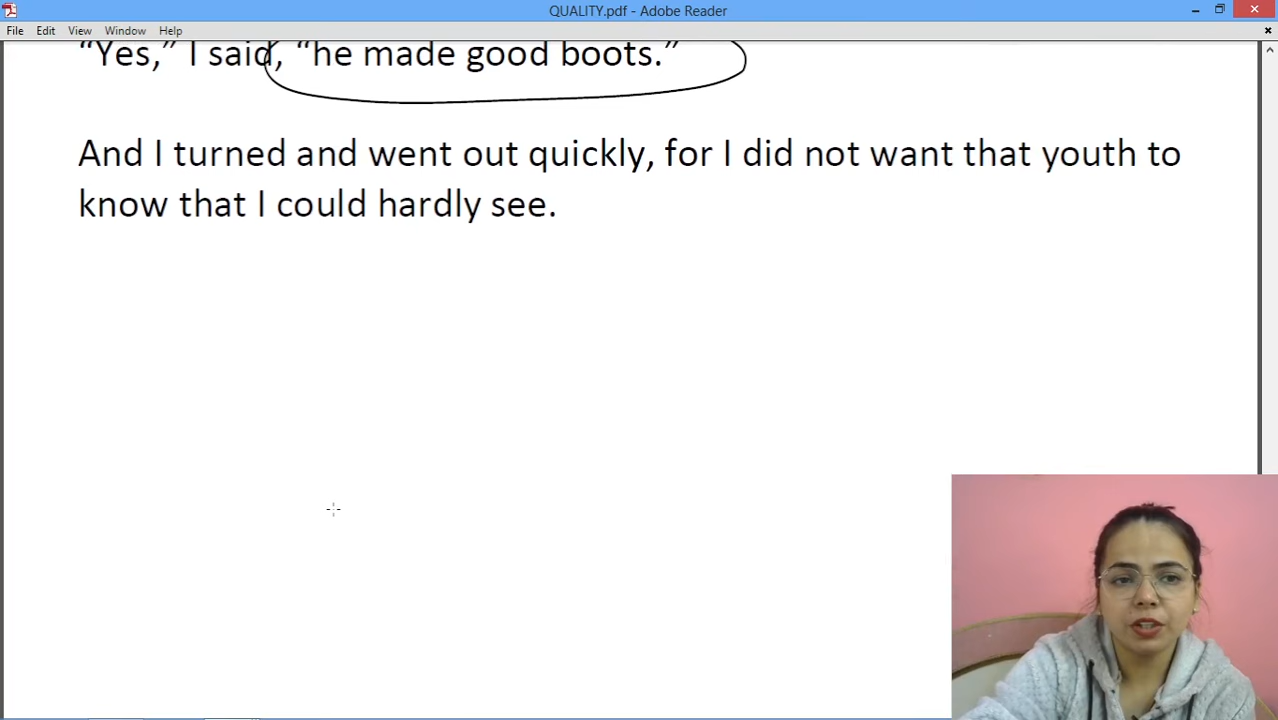 QUALITY.pdf - Adobe Reader
File Edit View Window Help
“Yes,” I said, “he made good boots.”
And I turned and went out quickly, for I did not want that youth to
know that I could hardly see.